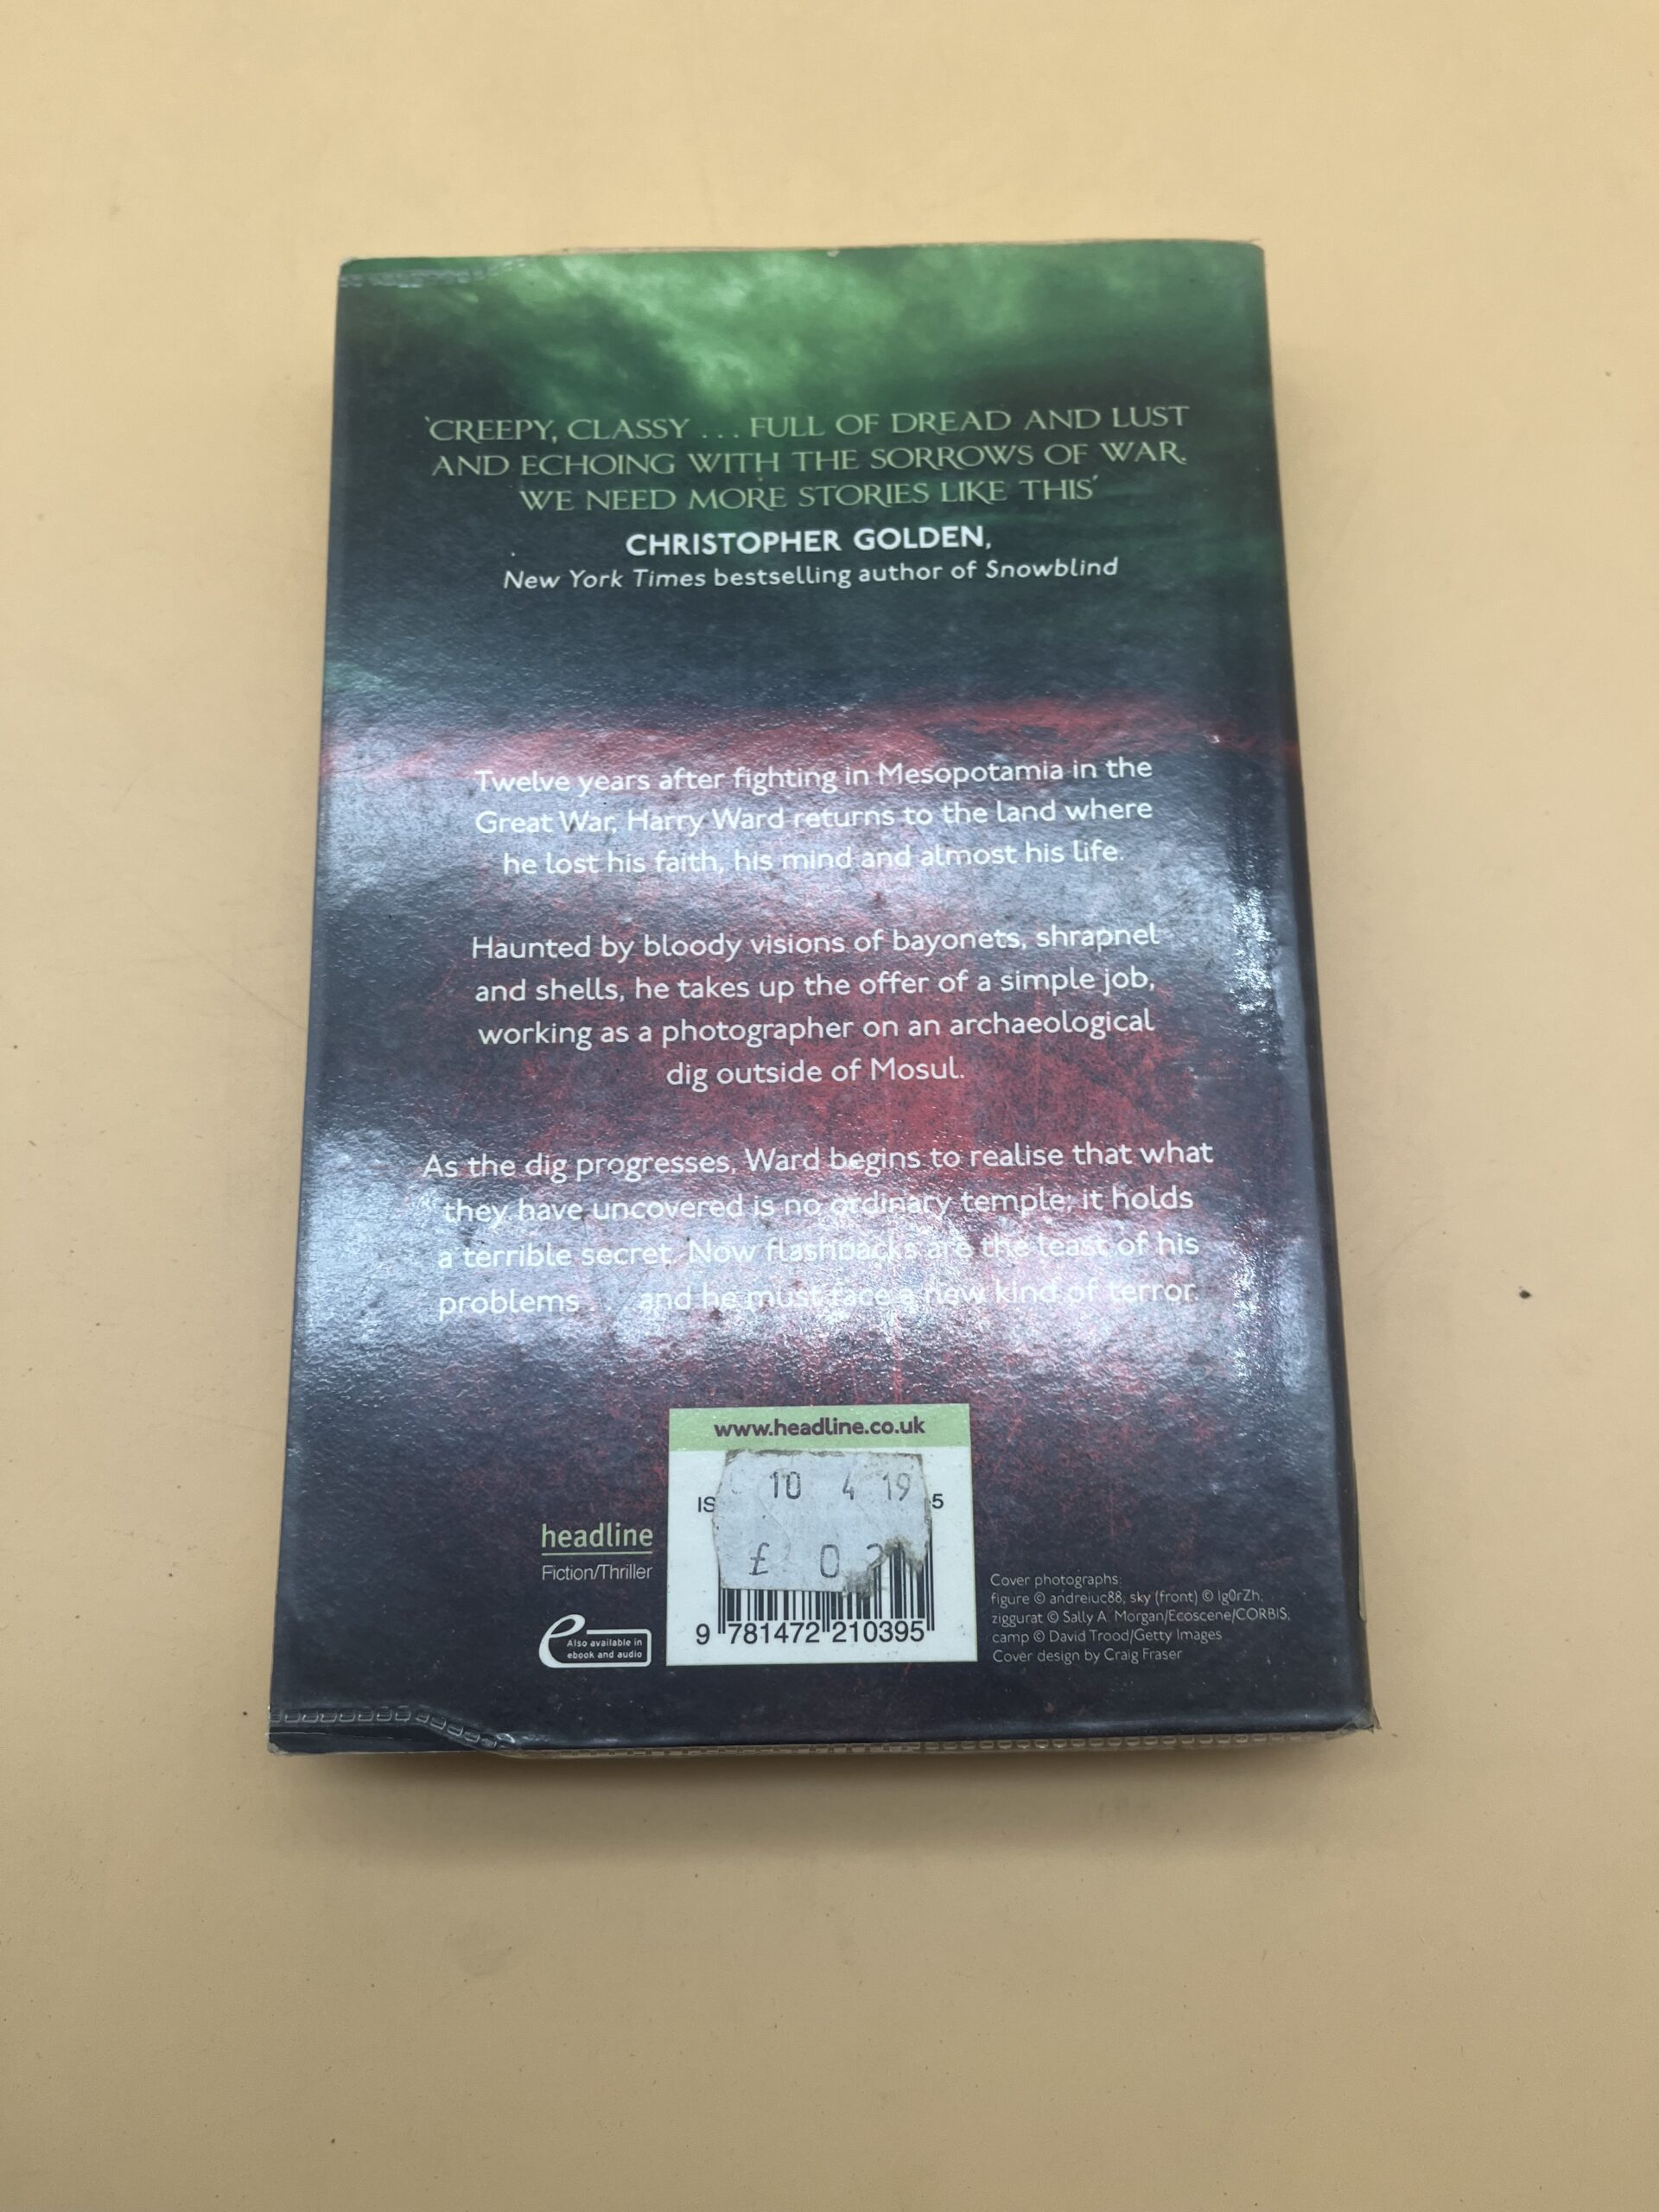 ‘CREEPY, CLASSY ... FULL OF DREAD AND LUST
AND ECHOING WITH THE SORROWS OF WAR.
WE NEED MORE STORIES LIKE THIS’
CHRISTOPHER GOLDEN,
New York Times bestselling author of Snowblind
Twelve years after fighting in Mesopotamia in the
Great War, Harry Ward returns to the land where
he lost his faith, his mind and almost his life.
Haunted by bloody visions of bayonets, shrapnel
and shells, he takes up the offer of a simple job,
working as a photographer on an archaeological
dig outside of Mosul.
As the dig progresses, Ward begins to realise that what
they have uncovered is no ordinary temple; it holds
a terrible secret. Now flashbacks are the least of his
problems ... and he must face a new kind of terror.
www.headline.co.uk
10 4 19
IS 5
£ 0
9 781472 210395
headline
Fiction/Thriller
Also available in
ebook and audio
Cover photographs:
figure © andreiuc88, sky (front) © Ig0rZh,
ziggurat © Sally A. Morgan/Ecoscene/CORBIS,
camp © David Trood/Getty Images
Cover design by Craig Fraser